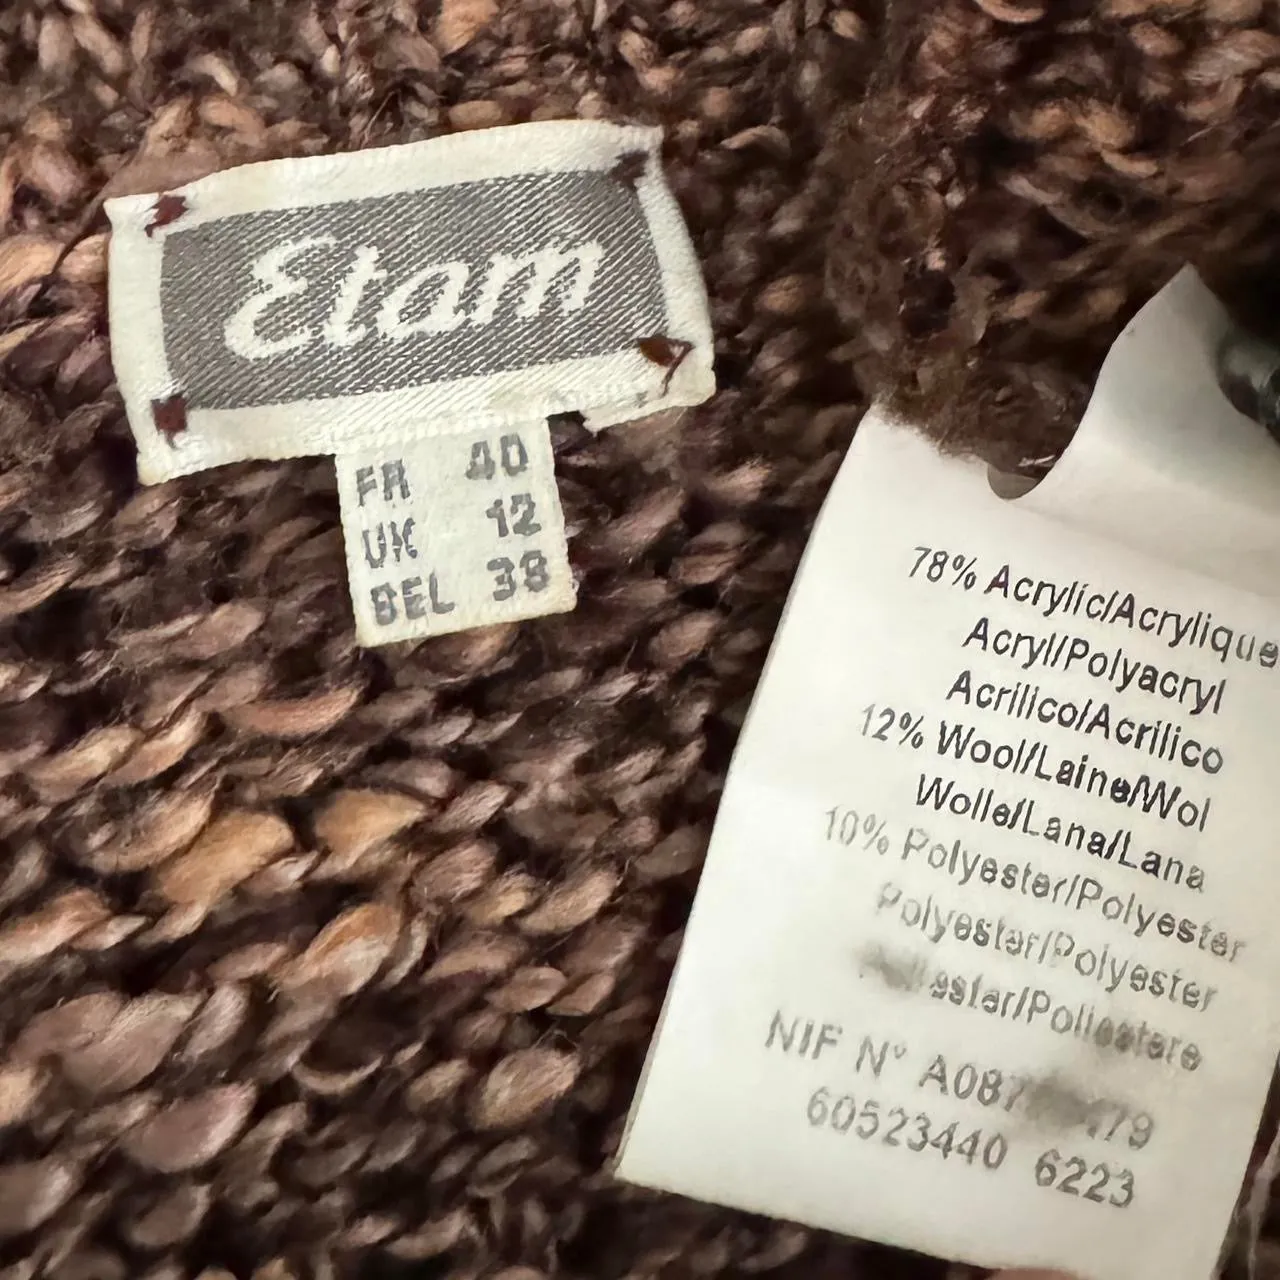 Etam
FR 40
UK 12
BEL 38
78% Acrylic/Acrylique
Acryl/Polyacryl
Acrilico/Acrilico
12% Wool/Laine/Wol
Wolle/Lana/Lana
10% Polyester/Polyester
Polyester/Polyester
/Poliestere
NIF N°
60523440 6223